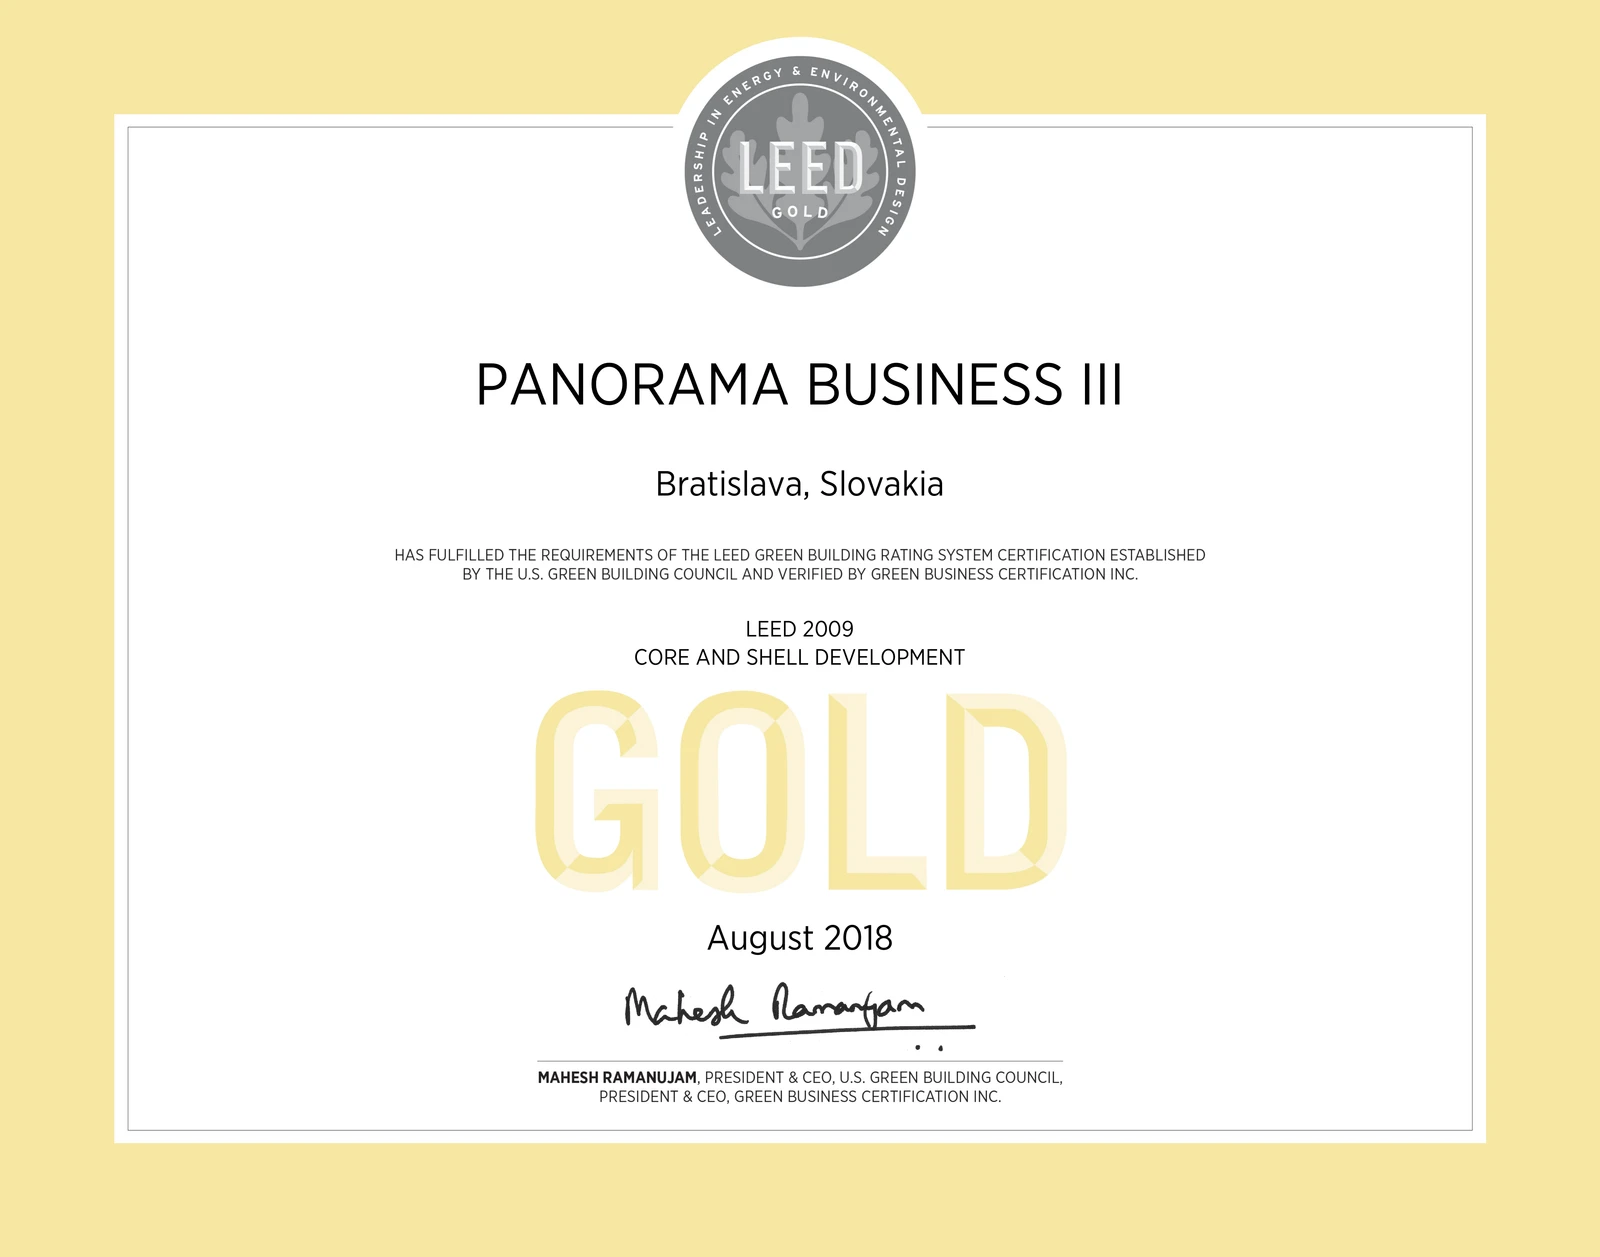 LEADERSHIP IN ENERGY & ENVIRONMENTAL DESIGN
LEED
GOLD
PANORAMA BUSINESS III
Bratislava, Slovakia
HAS FULFILLED THE REQUIREMENTS OF THE LEED GREEN BUILDING RATING SYSTEM CERTIFICATION ESTABLISHED
BY THE U.S. GREEN BUILDING COUNCIL AND VERIFIED BY GREEN BUSINESS CERTIFICATION INC.
LEED 2009
CORE AND SHELL DEVELOPMENT
GOLD
August 2018
Mahesh Ramanujam
MAHESH RAMANUJAM, PRESIDENT & CEO, U.S. GREEN BUILDING COUNCIL,
PRESIDENT & CEO, GREEN BUSINESS CERTIFICATION INC.